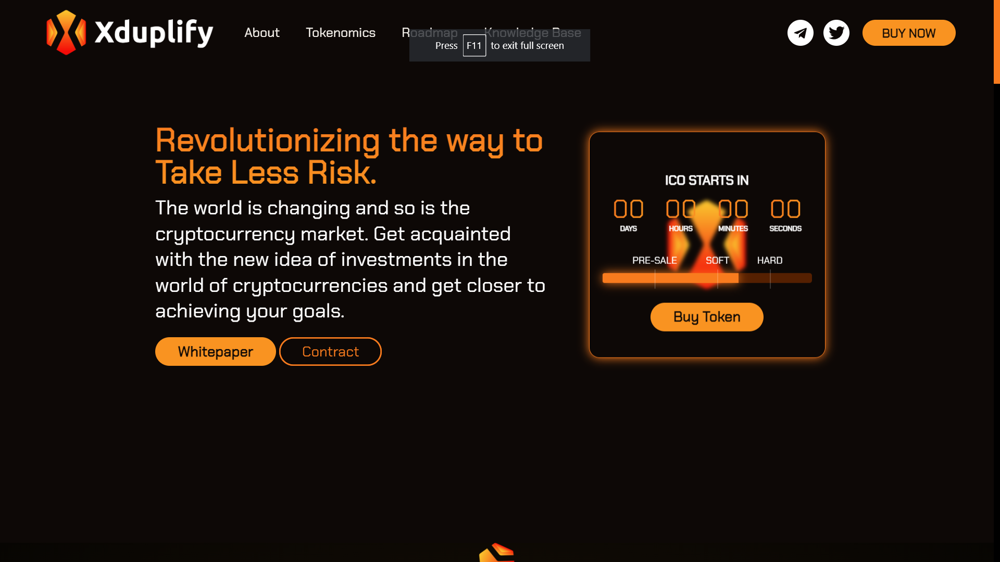 Xduplify
About
Tokenomics
Roadmap
Knowledge Base
BUY NOW
Press F11 to exit full screen
Revolutionizing the way to
Take Less Risk.
The world is changing and so is the
cryptocurrency market. Get acquainted
with the new idea of investments in the
world of cryptocurrencies and get closer to
achieving your goals.
Whitepaper
Contract
ICO STARTS IN
00 00 00 00
DAYS HOURS MINUTES SECONDS
PRE-SALE SOFT HARD
Buy Token